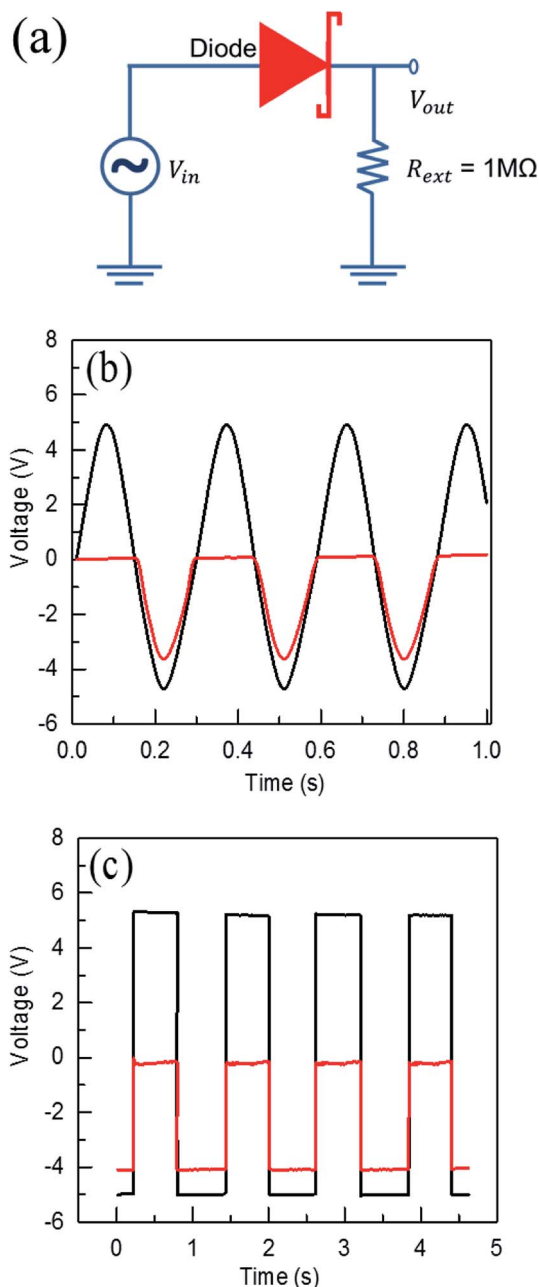 (a)
Diode
V_out
V_in
R_ext = 1MΩ
(b)
8
6
4
2
0
-2
-4
-6
Voltage (V)
0.0 0.2 0.4 0.6 0.8 1.0
Time (s)
(c)
8
6
4
2
0
-2
-4
-6
Voltage (V)
0 1 2 3 4 5
Time (s)